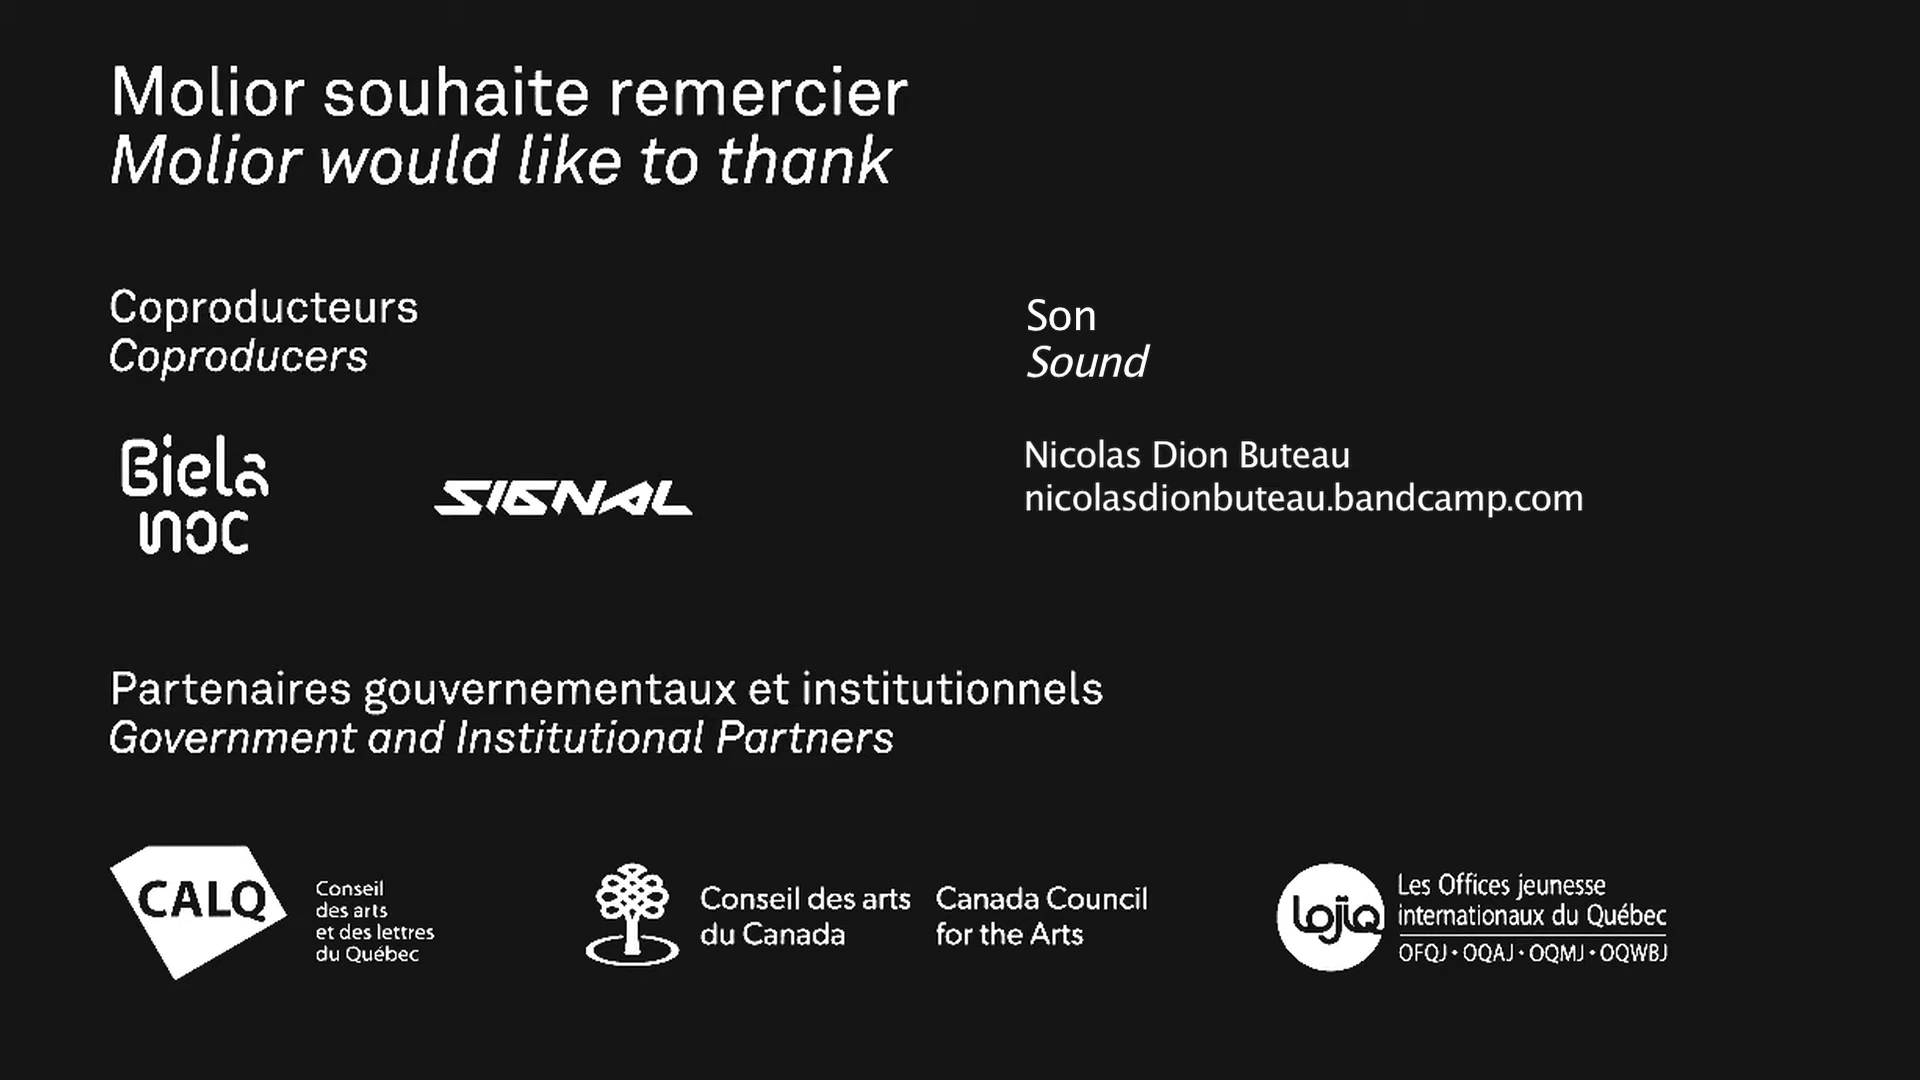 Molior souhaite remercier
Molior would like to thank
Coproducteurs
Coproducers
Biela
noc
SIGNAL
Son
Sound
Nicolas Dion Buteau
nicolasdionbuteau.bandcamp.com
Partenaires gouvernementaux et institutionnels
Government and Institutional Partners
CALQ
Conseil
des arts
et des lettres
du Québec
Conseil des arts
du Canada
Canada Council
for the Arts
lojiq
Les Offices jeunesse
internationaux du Québec
OFQJ • OQAJ • OQMJ • OQWBJ